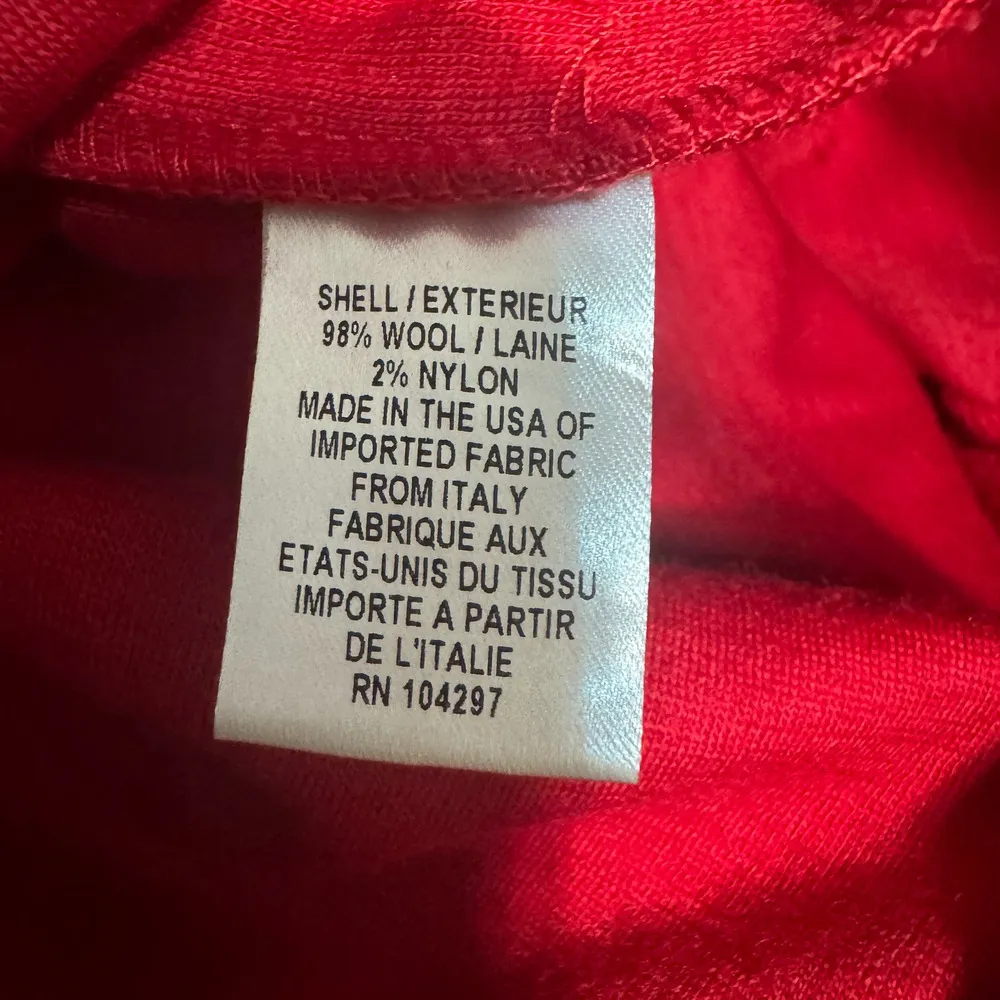 SHELL / EXTERIEUR
98% WOOL / LAINE
2% NYLON
MADE IN THE USA OF
IMPORTED FABRIC
FROM ITALY
FABRIQUE AUX
ETATS-UNIS DU TISSU
IMPORTE A PARTIR
DE L'ITALIE
RN 104297